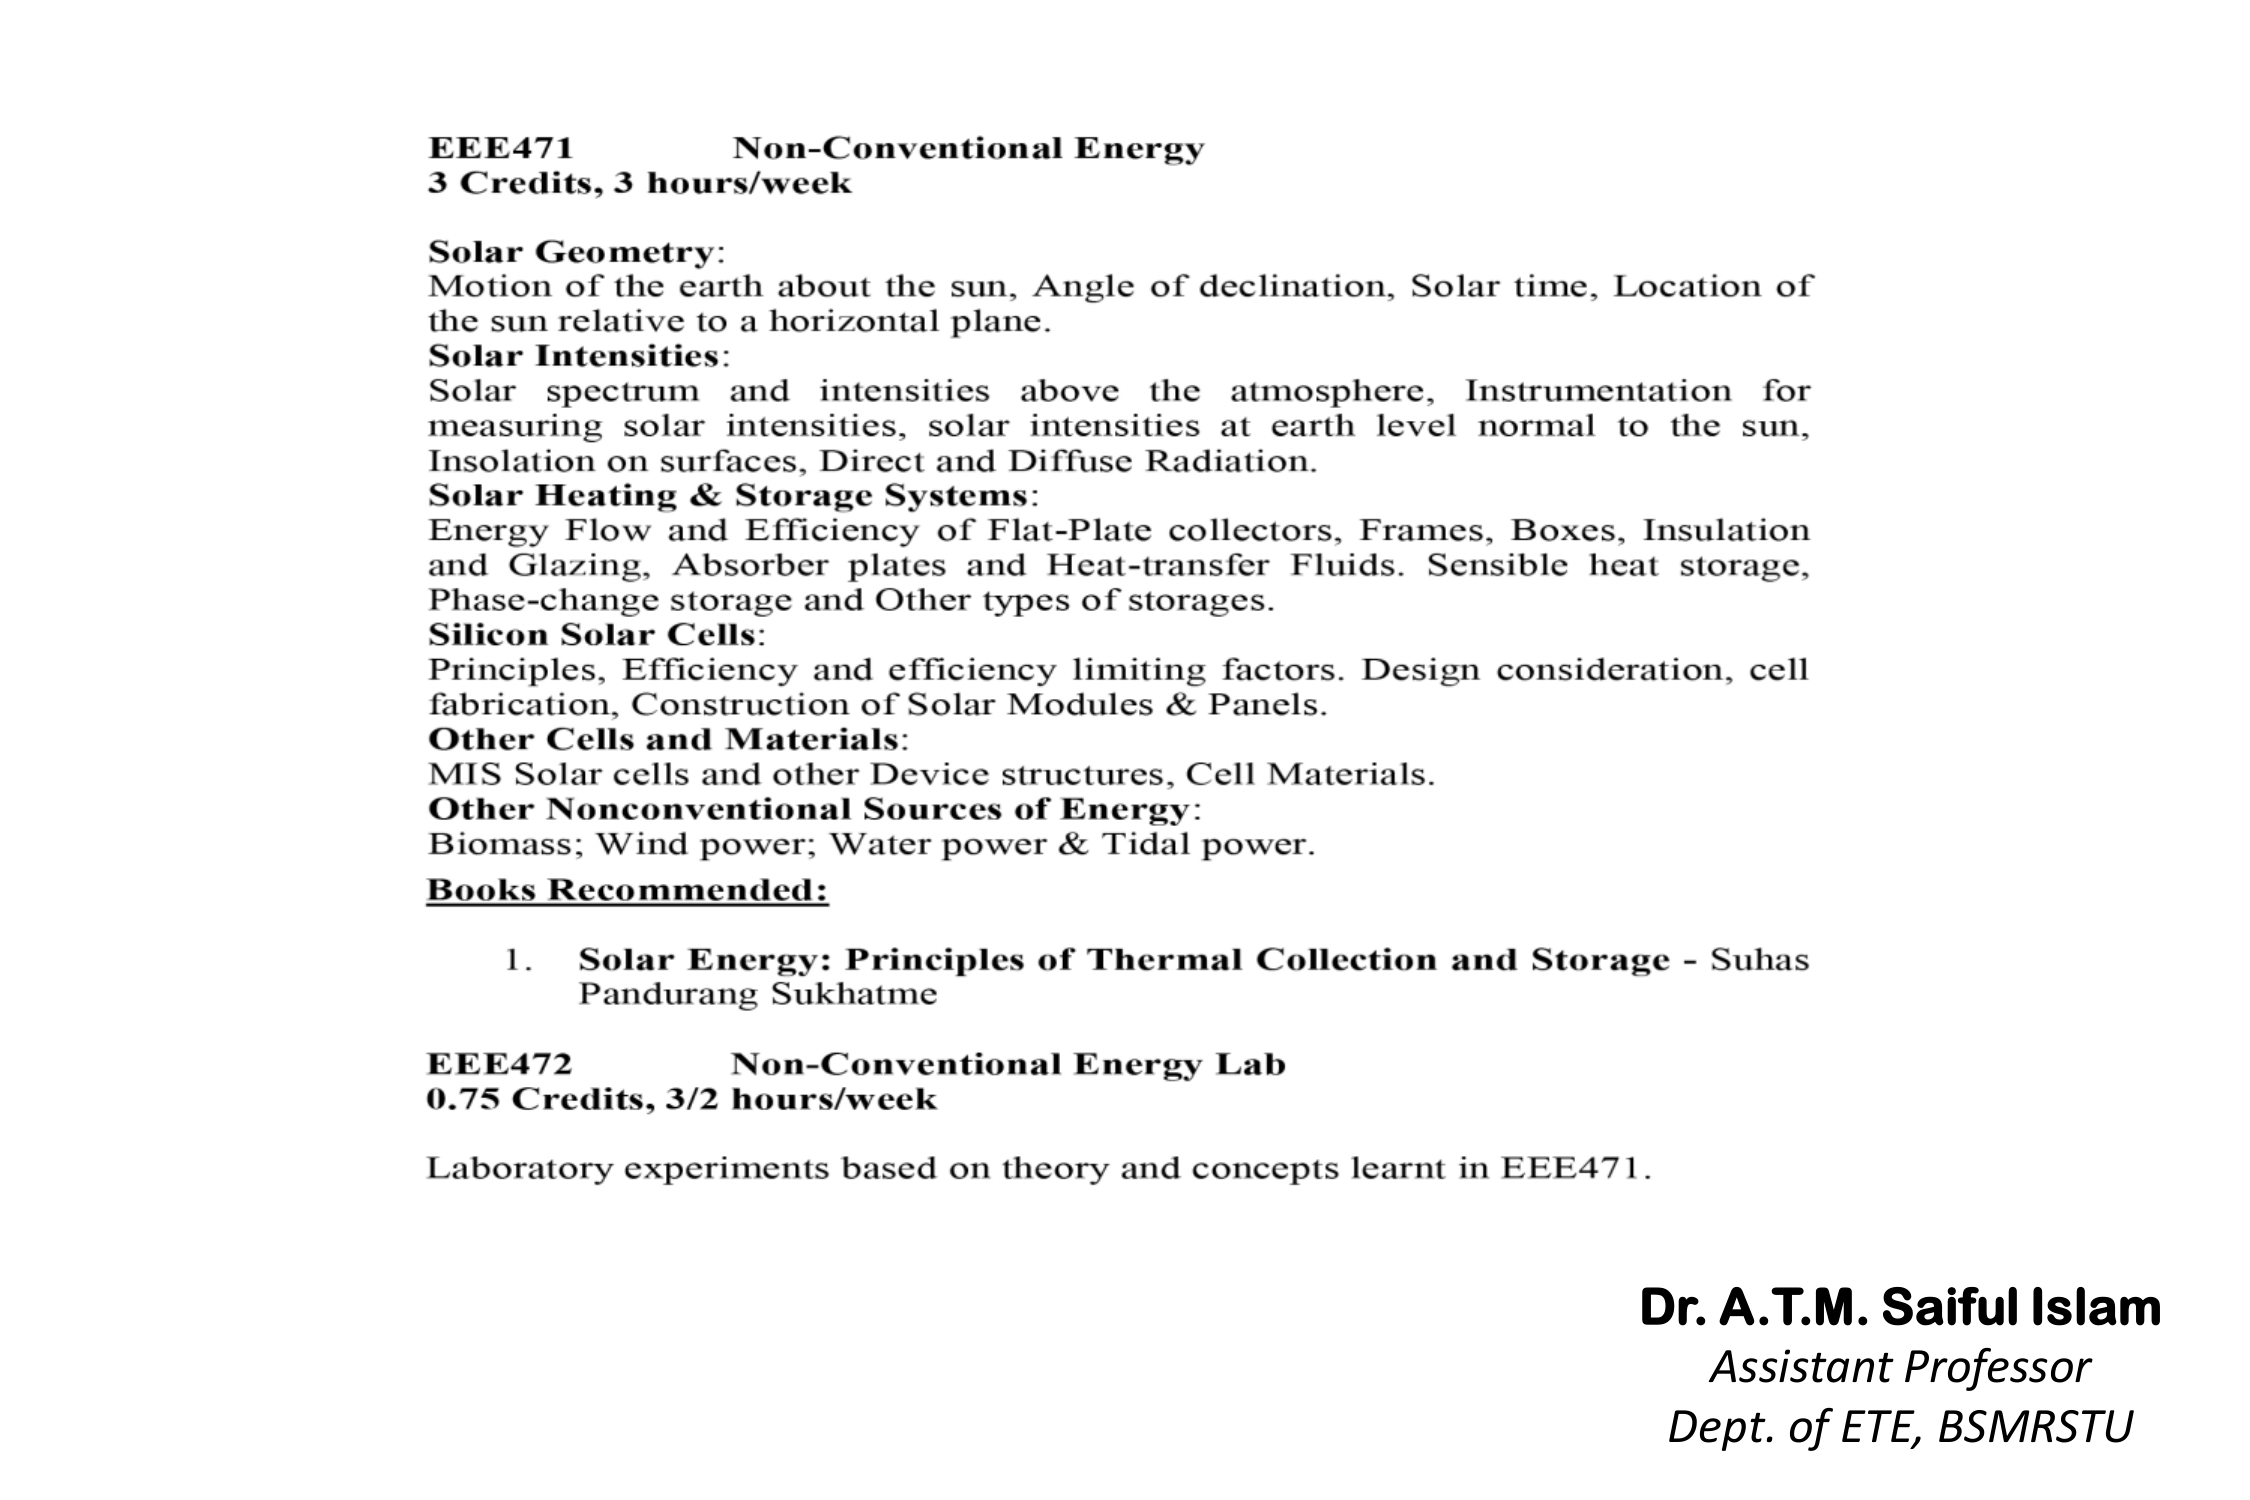 EEE471 Non-Conventional Energy
3 Credits, 3 hours/week
Solar Geometry:
Motion of the earth about the sun, Angle of declination, Solar time, Location of
the sun relative to a horizontal plane.
Solar Intensities:
Solar spectrum and intensities above the atmosphere, Instrumentation for
measuring solar intensities, solar intensities at earth level normal to the sun,
Insolation on surfaces, Direct and Diffuse Radiation.
Solar Heating & Storage Systems:
Energy Flow and Efficiency of Flat-Plate collectors, Frames, Boxes, Insulation
and Glazing, Absorber plates and Heat-transfer Fluids. Sensible heat storage,
Phase-change storage and Other types of storages.
Silicon Solar Cells:
Principles, Efficiency and efficiency limiting factors. Design consideration, cell
fabrication, Construction of Solar Modules & Panels.
Other Cells and Materials:
MIS Solar cells and other Device structures, Cell Materials.
Other Nonconventional Sources of Energy:
Biomass; Wind power; Water power & Tidal power.
Books Recommended:
1. Solar Energy: Principles of Thermal Collection and Storage - Suhas
Pandurang Sukhatme
EEE472 Non-Conventional Energy Lab
0.75 Credits, 3/2 hours/week
Laboratory experiments based on theory and concepts learnt in EEE471.
Dr. A.T.M. Saiful Islam
Assistant Professor
Dept. of ETE, BSMRSTU